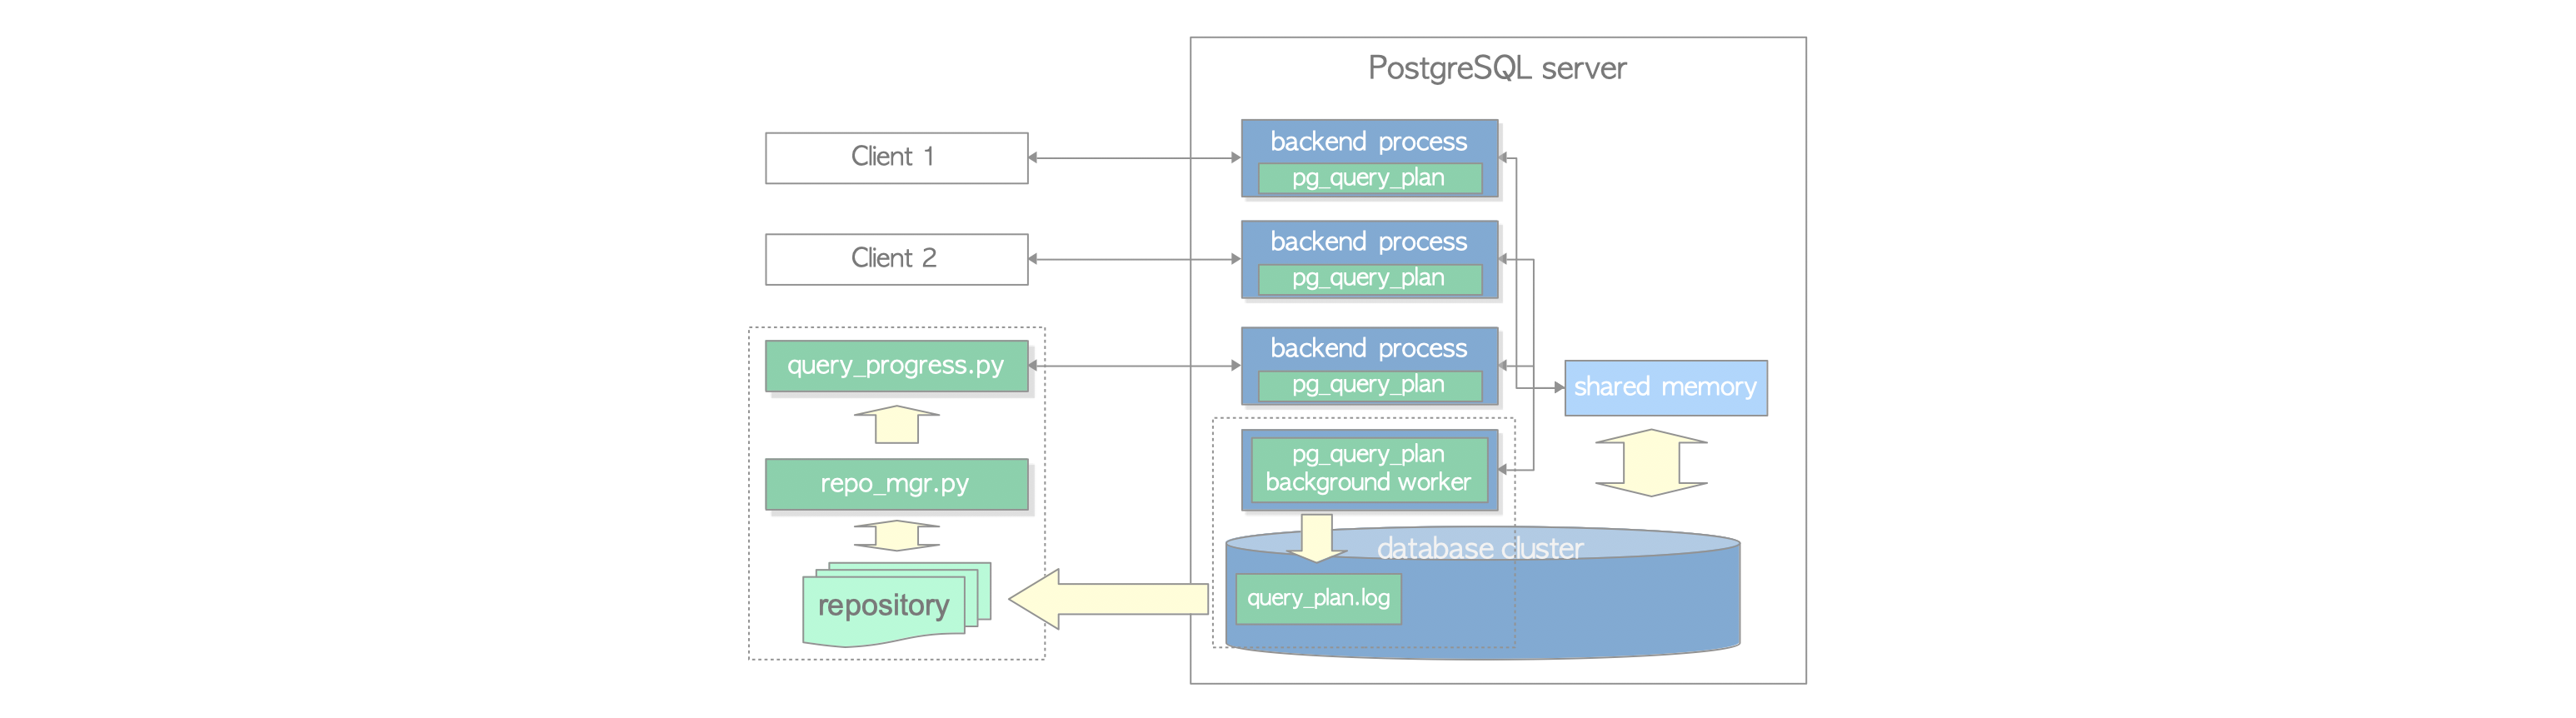 PostgreSQL server
Client 1
backend process
pg_query_plan
Client 2
backend process
pg_query_plan
query_progress.py
backend process
pg_query_plan
shared memory
repo_mgr.py
pg_query_plan
background worker
database cluster
repository
query_plan.log